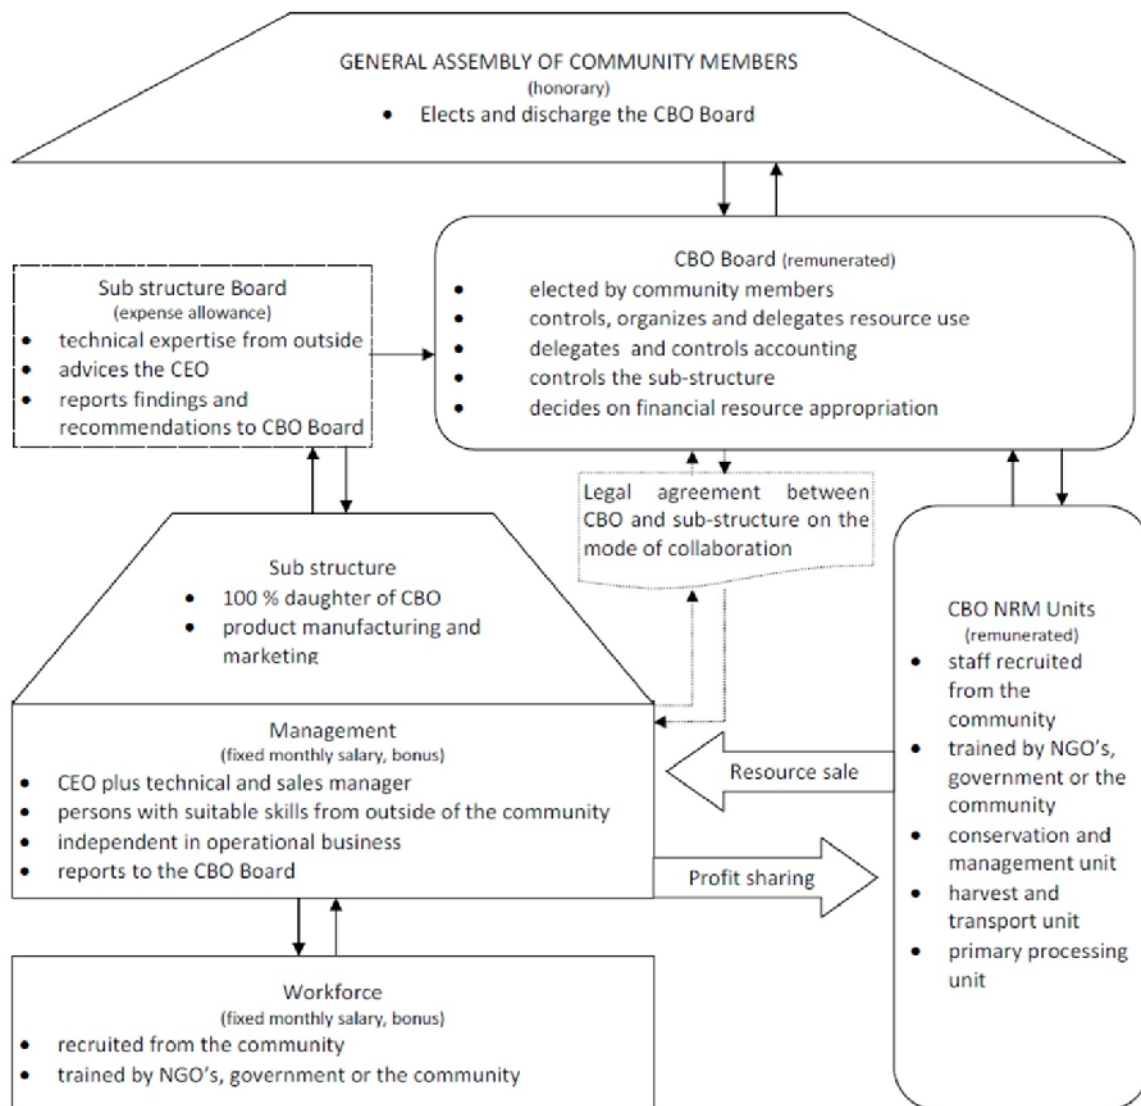 GENERAL ASSEMBLY OF COMMUNITY MEMBERS
(honorary)
• Elects and discharge the CBO Board
CBO Board (remunerated)
• elected by community members
• controls, organizes and delegates resource use
• delegates and controls accounting
• controls the sub-structure
• decides on financial resource appropriation
Sub structure Board
(expense allowance)
• technical expertise from outside
• advices the CEO
• reports findings and
recommendations to CBO Board
Legal agreement between
CBO and sub-structure on the
mode of collaboration
Sub structure
• 100 % daughter of CBO
• product manufacturing and
marketing
Management
(fixed monthly salary, bonus)
• CEO plus technical and sales manager
• persons with suitable skills from outside of the community
• independent in operational business
• reports to the CBO Board
Resource sale
Profit sharing
CBO NRM Units
(remunerated)
• staff recruited
from the
community
• trained by NGO's,
government or the
community
• conservation and
management unit
• harvest and
transport unit
• primary processing
unit
Workforce
(fixed monthly salary, bonus)
• recruited from the community
• trained by NGO's, government or the community